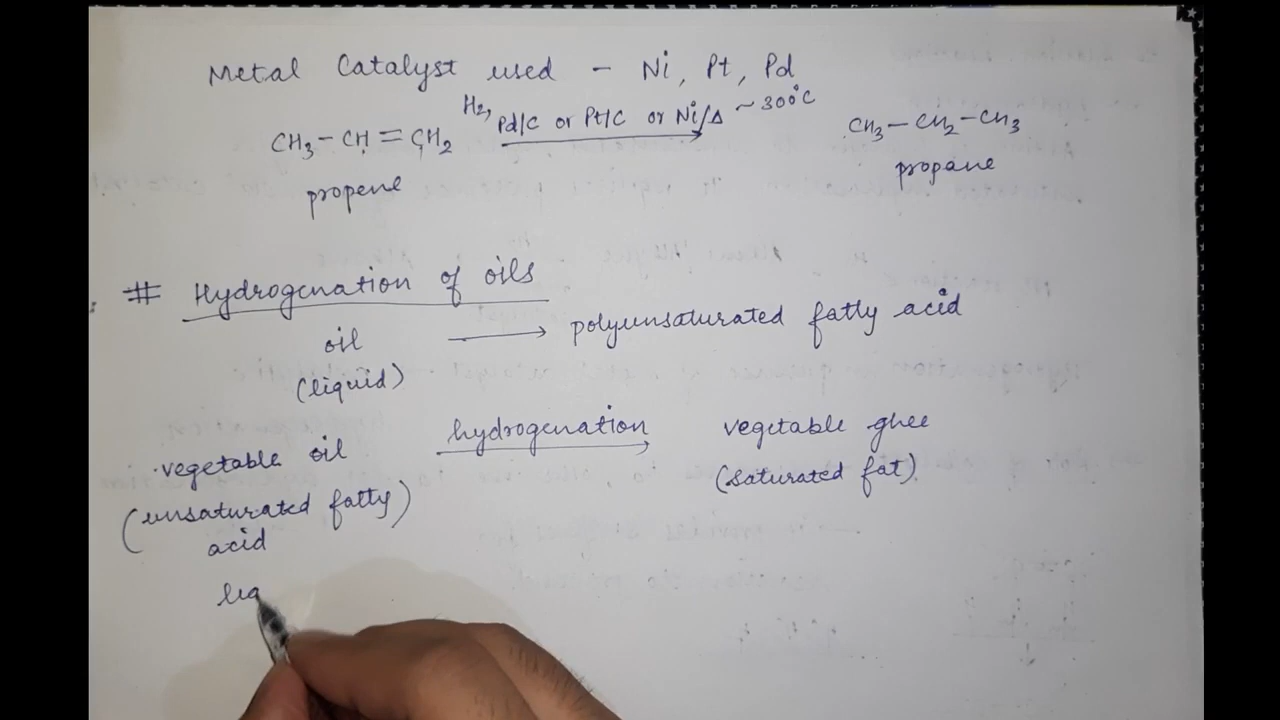 Metal Catalyst used - Ni, Pt, Pd
CH3-CH=CH2 H2, Pd/C or Pt/C or Ni/Δ ~300°C CH3-CH2-CH3
propene propane
# Hydrogenation of oils
oil → polyunsaturated fatty acid
(liquid)
vegetable oil hydrogenation → vegetable ghee
(unsaturated fatty acid) (saturated fat)
liq